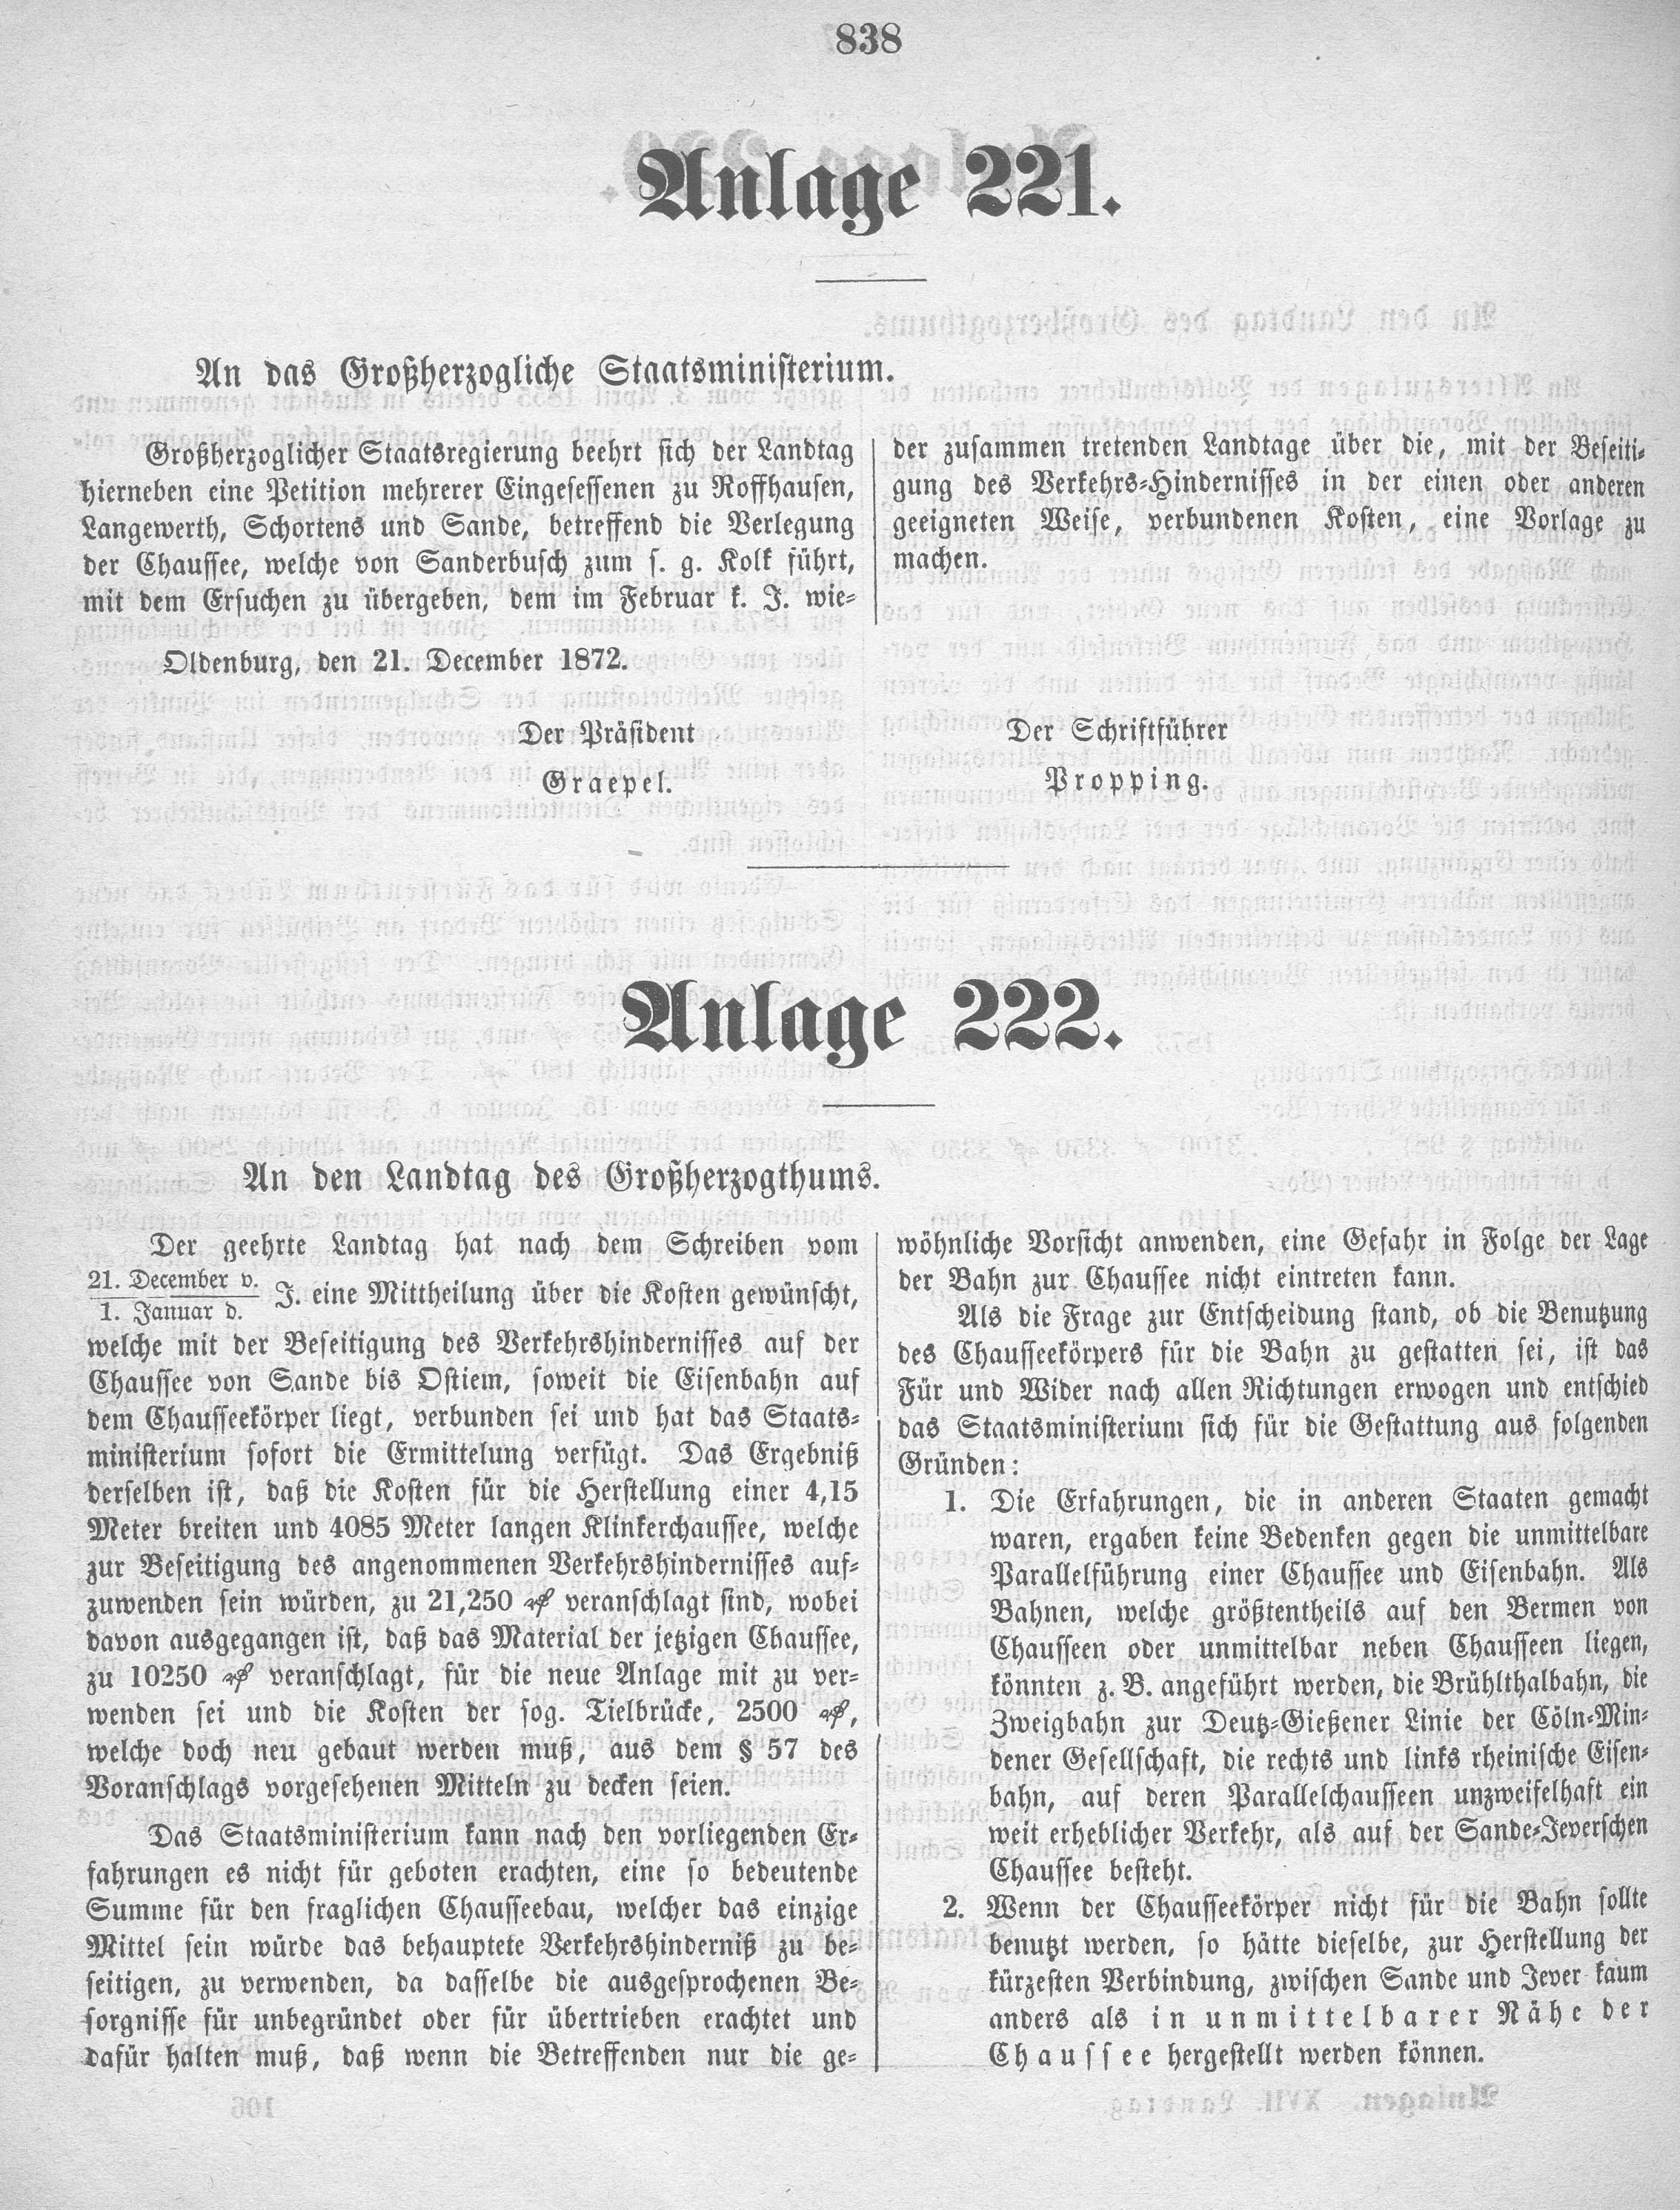 838
Anlage 221.
An das Großherzogliche Staatsministerium.
Großherzoglicher Staatsregierung beehrt sich der Landtag
hierneben eine Petition mehrerer Eingesessenen zu Roffhausen,
Langewerth, Schortens und Sande, betreffend die Verlegung
der Chaussee, welche von Sanderbusch zum s. g. Kolk führt,
mit dem Ersuchen zu übergeben, dem im Februar k. J. wie-
der zusammen tretenden Landtage über die, mit der Beseiti-
gung des Verkehrs-Hindernisses in der einen oder anderen
geeigneten Weise, verbundenen Kosten, eine Vorlage zu
machen.
Oldenburg, den 21. December 1872.
Der Präsident
Graepel.
Der Schriftführer
Propping.
Anlage 222.
An den Landtag des Großherzogthums.
Der geehrte Landtag hat nach dem Schreiben vom
21. December v.
1. Januar d.
J. eine Mittheilung über die Kosten gewünscht,
welche mit der Beseitigung des Verkehrshindernisses auf der
Chaussee von Sande bis Ostiem, soweit die Eisenbahn auf
dem Chausseekörper liegt, verbunden sei und hat das Staats-
ministerium sofort die Ermittelung verfügt. Das Ergebniß
derselben ist, daß die Kosten für die Herstellung einer 4,15
Meter breiten und 4085 Meter langen Klinkerchaussee, welche
zur Beseitigung des angenommenen Verkehrshindernisses auf-
zuwenden sein würden, zu 21,250 ₰ veranschlagt sind, wobei
davon ausgegangen ist, daß das Material der jetzigen Chaussee,
zu 10250 ₰ veranschlagt, für die neue Anlage mit zu ver-
wenden sei und die Kosten der sog. Tielbrücke, 2500 ₰,
welche doch neu gebaut werden muß, aus dem § 57 des
Voranschlags vorgesehenen Mitteln zu decken seien.
Das Staatsministerium kann nach den vorliegenden Er-
fahrungen es nicht für geboten erachten, eine so bedeutende
Summe für den fraglichen Chausseebau, welcher das einzige
Mittel sein würde das behauptete Verkehrshinderniß zu be-
seitigen, zu verwenden, da dasselbe die ausgesprochenen Be-
sorgnisse für unbegründet oder für übertrieben erachtet und
dafür halten muß, daß wenn die Betreffenden nur die ge-
wöhnliche Vorsicht anwenden, eine Gefahr in Folge der Lage
der Bahn zur Chaussee nicht eintreten kann.
Als die Frage zur Entscheidung stand, ob die Benutzung
des Chausseekörpers für die Bahn zu gestatten sei, ist das
Für und Wider nach allen Richtungen erwogen und entschied
das Staatsministerium sich für die Gestattung aus folgenden
Gründen:
1. Die Erfahrungen, die in anderen Staaten gemacht
waren, ergaben keine Bedenken gegen die unmittelbare
Parallelführung einer Chaussee und Eisenbahn. Als
Bahnen, welche größtentheils auf den Bermen von
Chausseen oder unmittelbar neben Chausseen liegen,
könnten z. B. angeführt werden, die Brühlthalbahn, die
Zweigbahn zur Deutz-Gießener Linie der Cöln-Min-
dener Gesellschaft, die rechts und links rheinische Eisen-
bahn, auf deren Parallelchausseen unzweifelhaft ein
weit erheblicher Verkehr, als auf der Sande-Jeverschen
Chaussee besteht.
2. Wenn der Chausseekörper nicht für die Bahn sollte
benutzt werden, so hätte dieselbe, zur Herstellung der
kürzesten Verbindung, zwischen Sande und Jever kaum
anders als in unmittelbarer Nähe der
Chaussee hergestellt werden können.